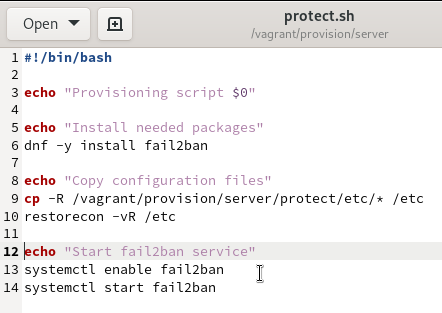 Open
protect.sh
/vagrant/provision/server
1 #!/bin/bash
2
3 echo "Provisioning script $0"
4
5 echo "Install needed packages"
6 dnf -y install fail2ban
7
8 echo "Copy configuration files"
9 cp -R /vagrant/provision/server/protect/etc/* /etc
10 restorecon -vR /etc
11
12 echo "Start fail2ban service"
13 systemctl enable fail2ban
14 systemctl start fail2ban